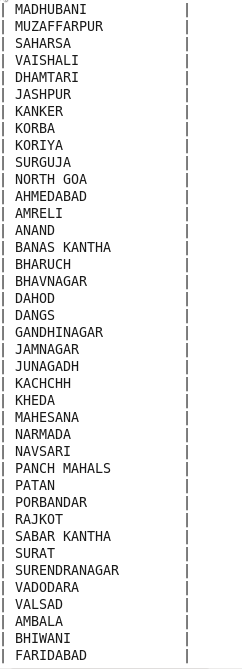 | MADHUBANI |
| MUZAFFARPUR |
| SAHARSA |
| VAISHALI |
| DHAMTARI |
| JASHPUR |
| KANKER |
| KORBA |
| KORIYA |
| SURGUJA |
| NORTH GOA |
| AHMEDABAD |
| AMRELI |
| ANAND |
| BANAS KANTHA |
| BHARUCH |
| BHAVNAGAR |
| DAHOD |
| DANGS |
| GANDHINAGAR |
| JAMNAGAR |
| JUNAGADH |
| KACHCHH |
| KHEDA |
| MAHESANA |
| NARMADA |
| NAVSARI |
| PANCH MAHALS |
| PATAN |
| PORBANDAR |
| RAJKOT |
| SABAR KANTHA |
| SURAT |
| SURENDRANAGAR |
| VADODARA |
| VALSAD |
| AMBALA |
| BHIWANI |
| FARIDABAD |